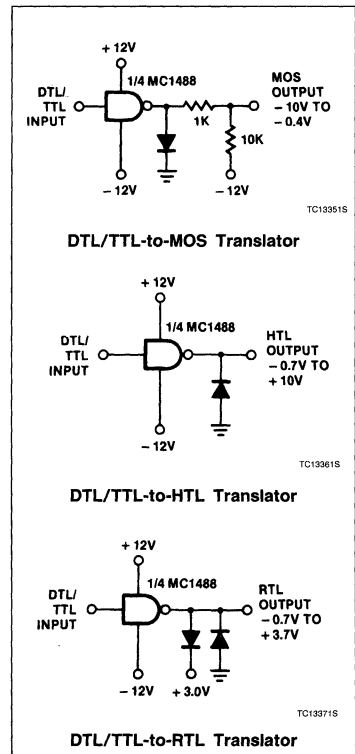 + 12V
1/4 MC1488
DTL/
TTL
INPUT
MOS
OUTPUT
– 10V TO
– 0.4V
1K
10K
– 12V
– 12V
TC13351S
DTL/TTL-to-MOS Translator
+ 12V
1/4 MC1488
DTL/
TTL
INPUT
HTL
OUTPUT
– 0.7V TO
+ 10V
– 12V
TC13361S
DTL/TTL-to-HTL Translator
+ 12V
1/4 MC1488
DTL/
TTL
INPUT
RTL
OUTPUT
– 0.7V TO
+ 3.7V
– 12V
+ 3.0V
TC13371S
DTL/TTL-to-RTL Translator